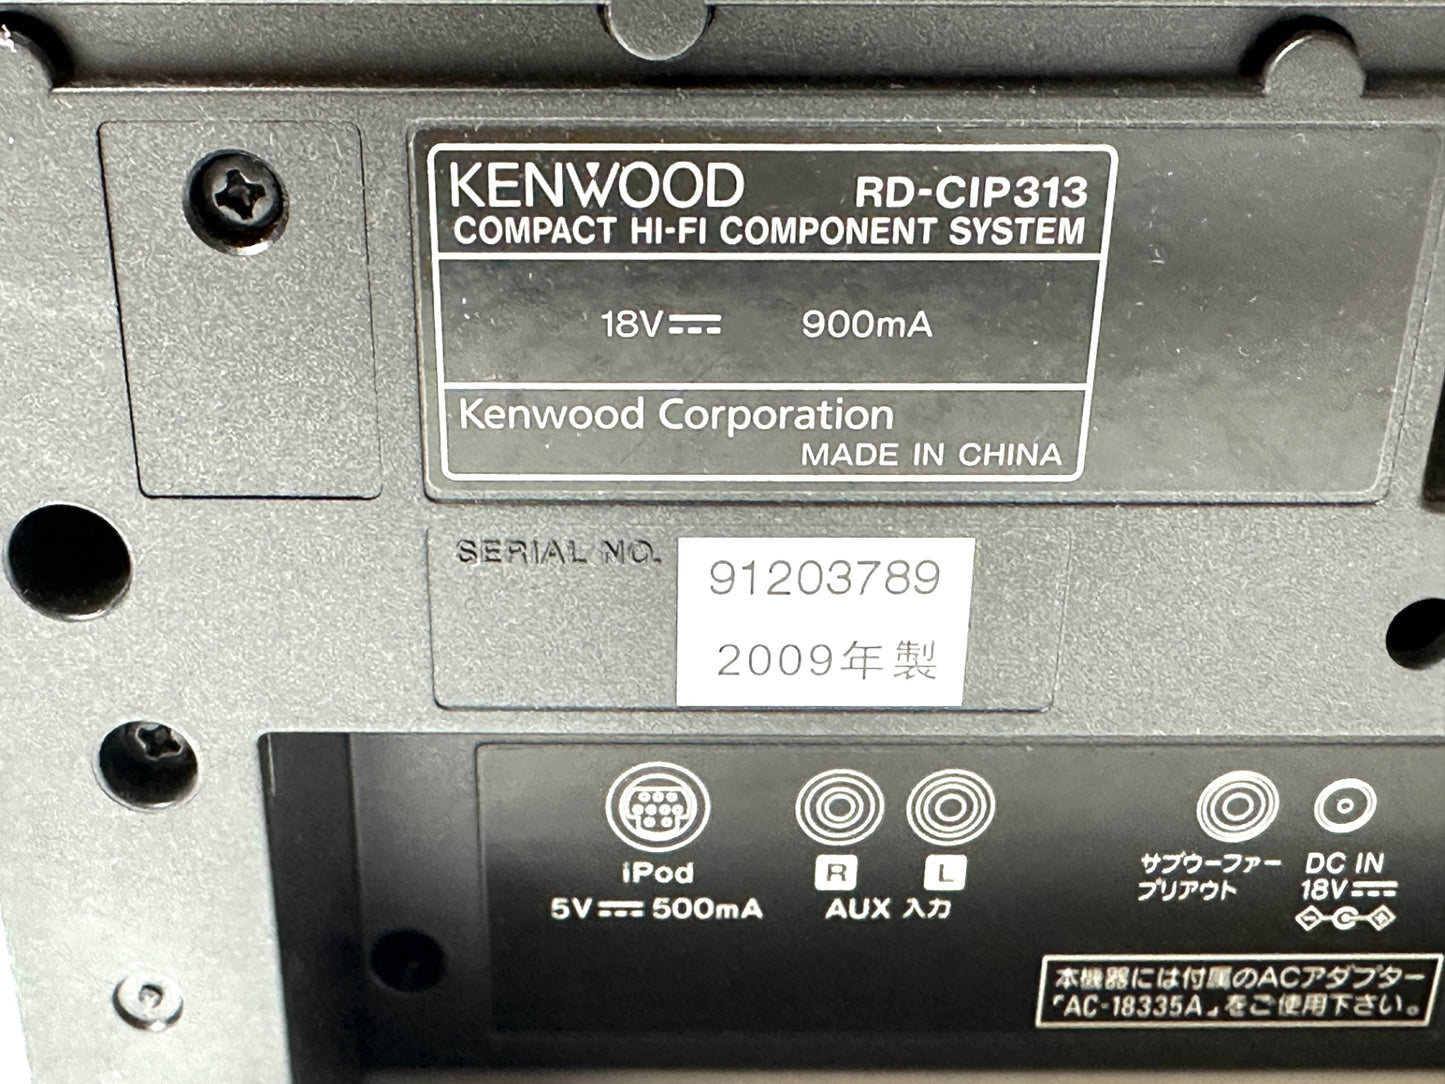 KENWOOD RD-CIP313
COMPACT HI-FI COMPONENT SYSTEM
18V⎓ 900mA
Kenwood Corporation
MADE IN CHINA
SERIAL NO. 91203789
2009年製
iPod
5V⎓500mA
R L
AUX 入力
サブウーファー
プリアウト
DC IN
18V⎓
本機器には付属のACアダプター
「AC-18335A」をご使用下さい。